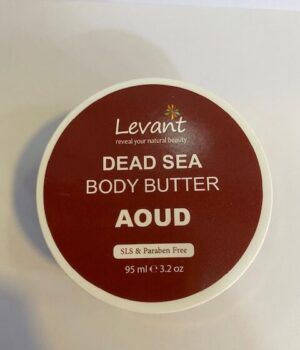 Levant
reveal your natural beauty
DEAD SEA
BODY BUTTER
AOUD
SLS & Paraben Free
95 ml ℮ 3.2 oz